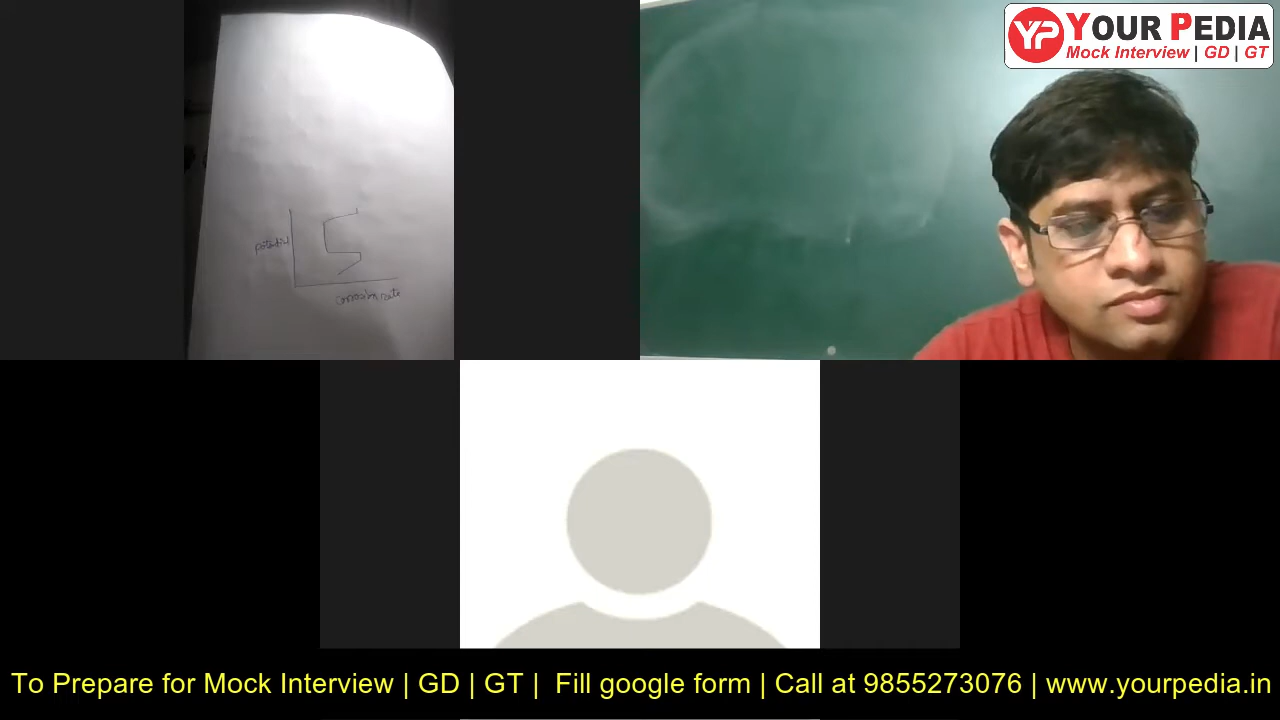 YP YOUR PEDIA
Mock Interview | GD | GT
corrosion rate
To Prepare for Mock Interview | GD | GT | Fill google form | Call at 9855273076 | www.yourpedia.in